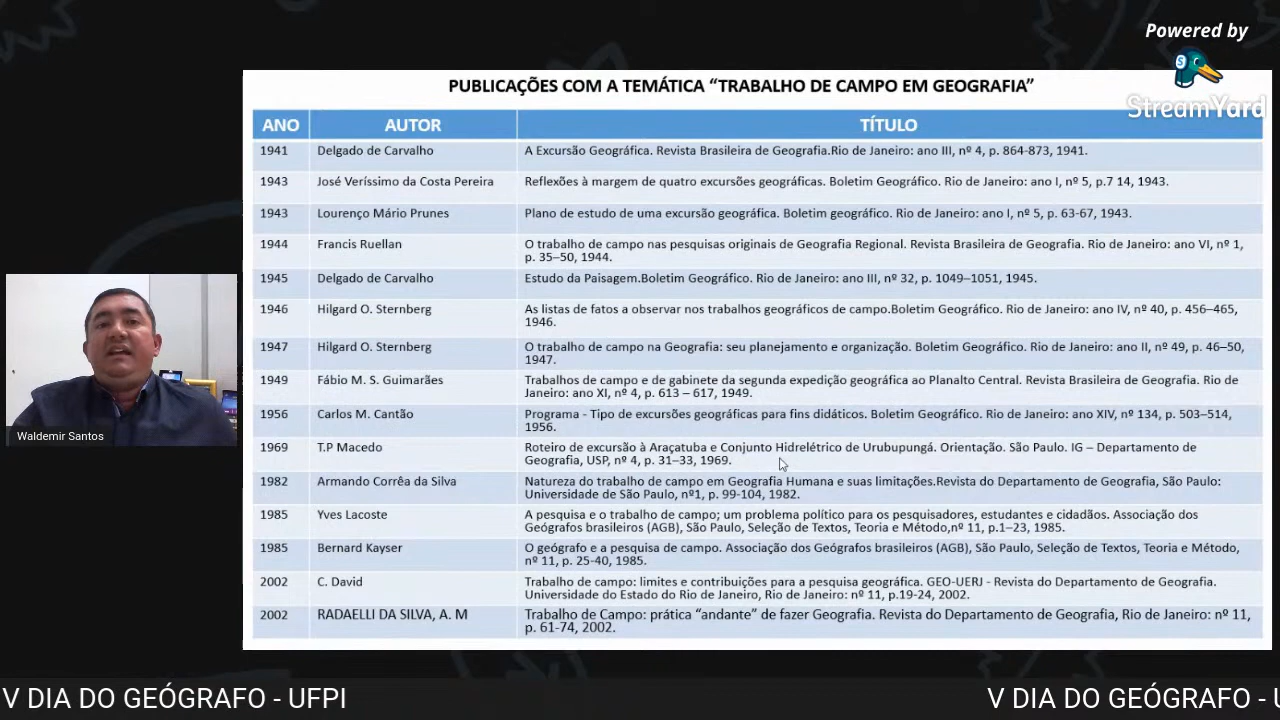 Powered by
StreamYard
PUBLICAÇÕES COM A TEMÁTICA “TRABALHO DE CAMPO EM GEOGRAFIA”
ANO AUTOR TÍTULO
1941 Delgado de Carvalho A Excursão Geográfica. Revista Brasileira de Geografia.Rio de Janeiro: ano III, nº 4, p. 864-873, 1941.
1943 José Veríssimo da Costa Pereira Reflexões à margem de quatro excursões geográficas. Boletim Geográfico. Rio de Janeiro: ano I, nº 5, p.7 14, 1943.
1943 Lourenço Mário Prunes Plano de estudo de uma excursão geográfica. Boletim geográfico. Rio de Janeiro: ano I, nº 5, p. 63-67, 1943.
1944 Francis Ruellan O trabalho de campo nas pesquisas originais de Geografia Regional. Revista Brasileira de Geografia. Rio de Janeiro: ano VI, nº 1,
p. 35–50, 1944.
1945 Delgado de Carvalho Estudo da Paisagem.Boletim Geográfico. Rio de Janeiro: ano III, nº 32, p. 1049–1051, 1945.
1946 Hilgard O. Sternberg As listas de fatos a observar nos trabalhos geográficos de campo.Boletim Geográfico. Rio de Janeiro: ano IV, nº 40, p. 456–465,
1946.
1947 Hilgard O. Sternberg O trabalho de campo na Geografia: seu planejamento e organização. Boletim Geográfico. Rio de Janeiro: ano II, nº 49, p. 46–50,
1947.
1949 Fábio M. S. Guimarães Trabalhos de campo e de gabinete da segunda expedição geográfica ao Planalto Central. Revista Brasileira de Geografia. Rio de
Janeiro: ano XI, nº 4, p. 613 – 617, 1949.
1956 Carlos M. Cantão Programa - Tipo de excursões geográficas para fins didáticos. Boletim Geográfico. Rio de Janeiro: ano XIV, nº 134, p. 503–514,
1956.
1969 T.P Macedo Roteiro de excursão à Araçatuba e Conjunto Hidrelétrico de Urubupungá. Orientação. São Paulo. IG – Departamento de
Geografia, USP, nº 4, p. 31–33, 1969.
1982 Armando Corrêa da Silva Natureza do trabalho de campo em Geografia Humana e suas limitações.Revista do Departamento de Geografia, São Paulo:
Universidade de São Paulo, nº1, p. 99-104, 1982.
1985 Yves Lacoste A pesquisa e o trabalho de campo; um problema político para os pesquisadores, estudantes e cidadãos. Associação dos
Geógrafos brasileiros (AGB), São Paulo, Seleção de Textos, Teoria e Método,nº 11, p.1–23, 1985.
1985 Bernard Kayser O geógrafo e a pesquisa de campo. Associação dos Geógrafos brasileiros (AGB), São Paulo, Seleção de Textos, Teoria e Método,
nº 11, p. 25-40, 1985.
2002 C. David Trabalho de campo: limites e contribuições para a pesquisa geográfica. GEO-UERJ - Revista do Departamento de Geografia.
Universidade do Estado do Rio de Janeiro, Rio de Janeiro: nº 11, p.19-24, 2002.
2002 RADAELLI DA SILVA, A. M Trabalho de Campo: prática “andante” de fazer Geografia. Revista do Departamento de Geografia, Rio de Janeiro: nº 11,
p. 61-74, 2002.
Waldemir Santos
V DIA DO GEÓGRAFO - UFPI V DIA DO GEÓGRAFO - U